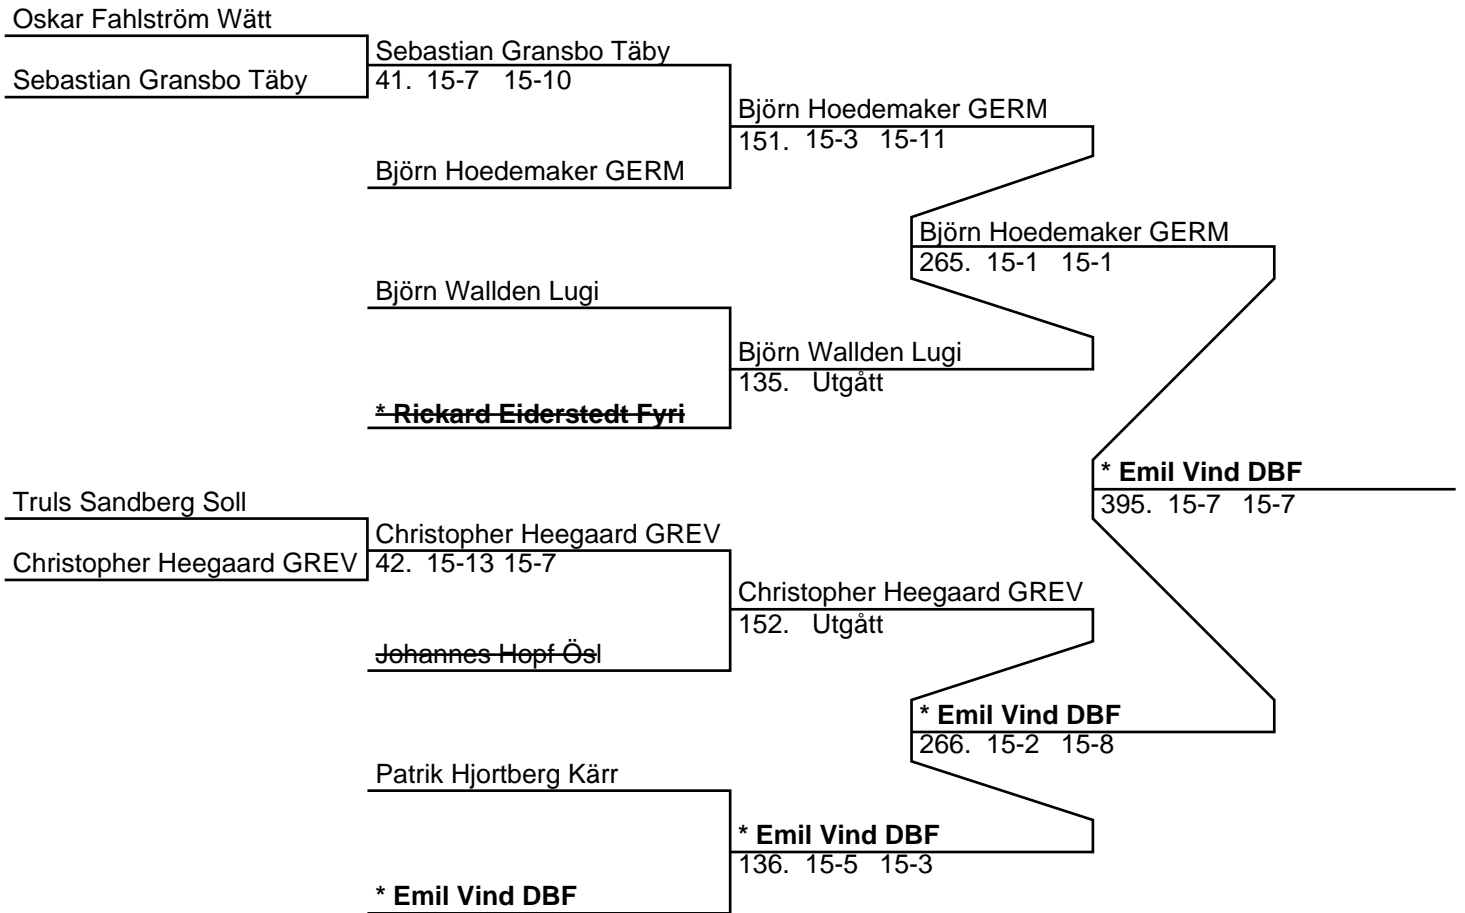 Oskar Fahlström Wätt
Sebastian Gransbo Täby
Sebastian Gransbo Täby
41. 15-7 15-10
Björn Hoedemaker GERM
151. 15-3 15-11
Björn Hoedemaker GERM
Björn Hoedemaker GERM
265. 15-1 15-1
Björn Wallden Lugi
Björn Wallden Lugi
135. Utgått
* Rickard Eiderstedt Fyri
* Emil Vind DBF
395. 15-7 15-7
Truls Sandberg Soll
Christopher Heegaard GREV
Christopher Heegaard GREV
42. 15-13 15-7
Christopher Heegaard GREV
152. Utgått
Johannes Hopf Ösl
* Emil Vind DBF
266. 15-2 15-8
Patrik Hjortberg Kärr
* Emil Vind DBF
136. 15-5 15-3
* Emil Vind DBF